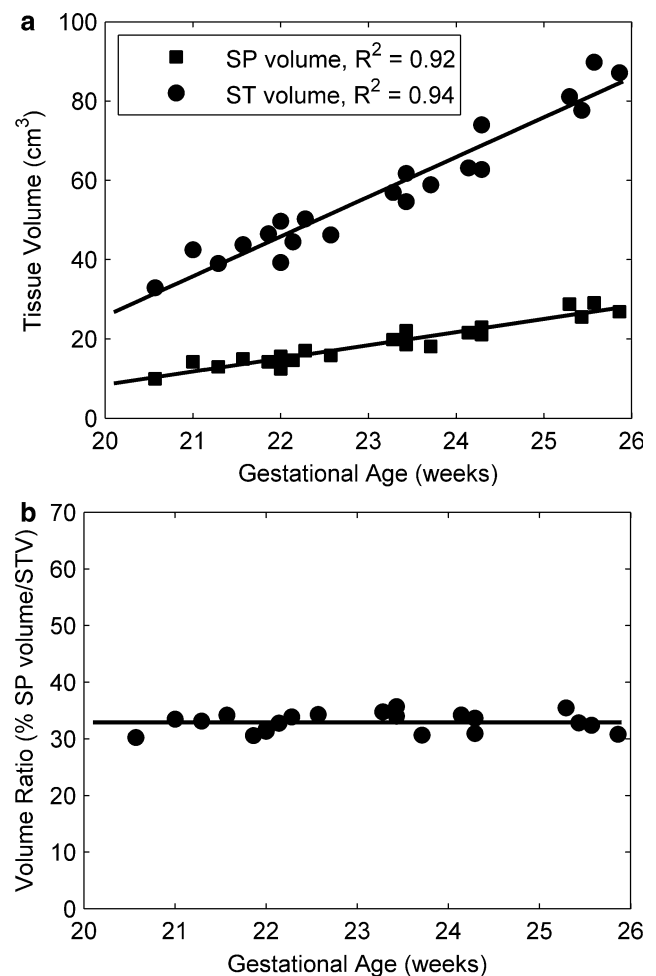 a
SP volume, R² = 0.92
ST volume, R² = 0.94
Tissue Volume (cm³)
100
80
60
40
20
0
20 21 22 23 24 25 26
Gestational Age (weeks)
b
Volume Ratio (% SP volume/STV)
70
60
50
40
30
20
10
0
20 21 22 23 24 25 26
Gestational Age (weeks)